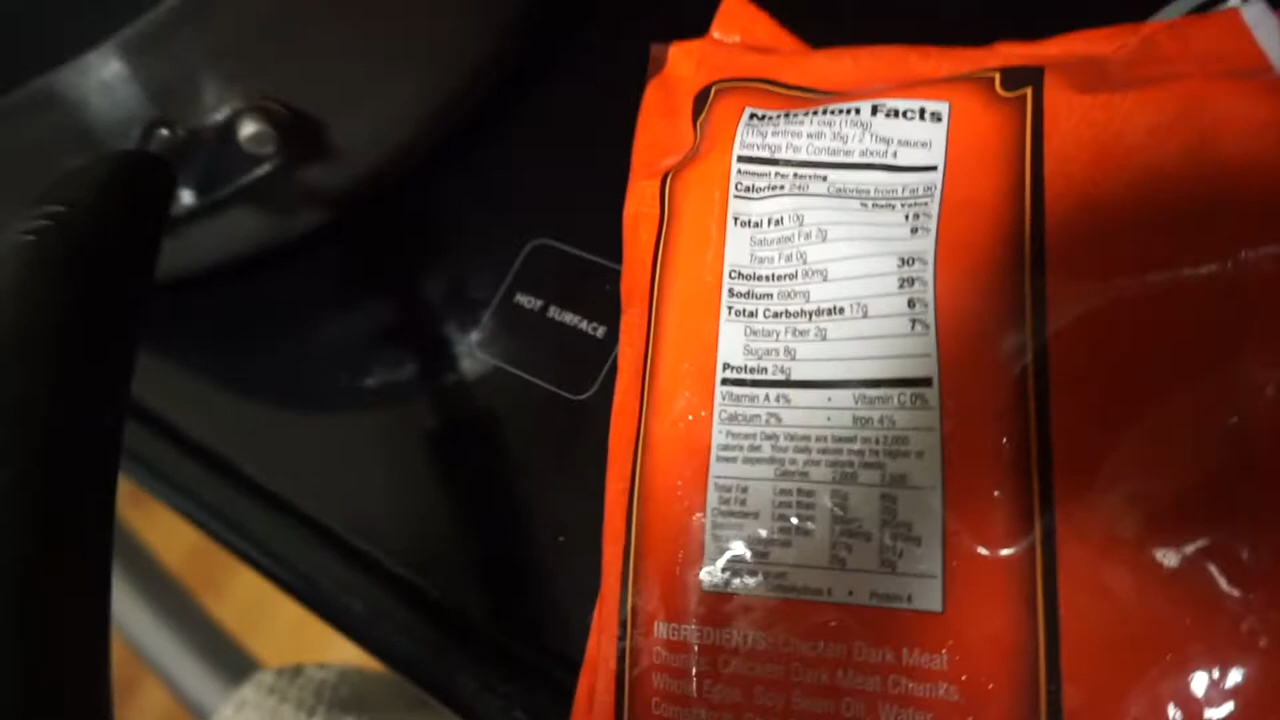 HOT SURFACE
Nutrition Facts
Serving Size 1 cup (150g)
(115g entree with 35g / 2 Tbsp sauce)
Servings Per Container about 4
Amount Per Serving
Calories 240 Calories from Fat 90
% Daily Value*
Total Fat 10g 15%
Saturated Fat 2g 9%
Trans Fat 0g
Cholesterol 90mg 30%
Sodium 690mg 29%
Total Carbohydrate 17g 6%
Dietary Fiber 2g 7%
Sugars 8g
Protein 24g
Vitamin A 4% • Vitamin C 0%
Calcium 2% • Iron 4%
* Percent Daily Values are based on a 2,000
calorie diet. Your daily values may be higher or
lower depending on your calorie needs:
Calories 2,000 2,500
Total Fat Less than
Sat Fat Less than
Cholesterol Less than
Less than
• Protein 4
INGREDIENTS: Chicken Dark Meat
Chunks: Chicken Dark Meat Chunks,
Whole Eggs, Soy Bean Oil, Water,